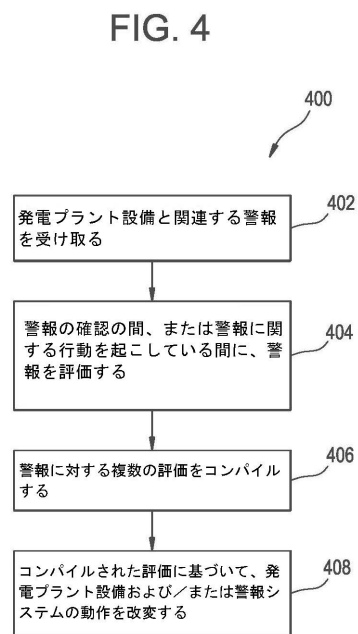 FIG. 4
400
発電プラント設備と関連する警報
を受け取る
402
警報の確認の間、または警報に関
する行動を起こしている間に、警
報を評価する
404
警報に対する複数の評価をコンパイル
する
406
コンパイルされた評価に基づいて、発
電プラント設備および/または警報シ
ステムの動作を改変する
408